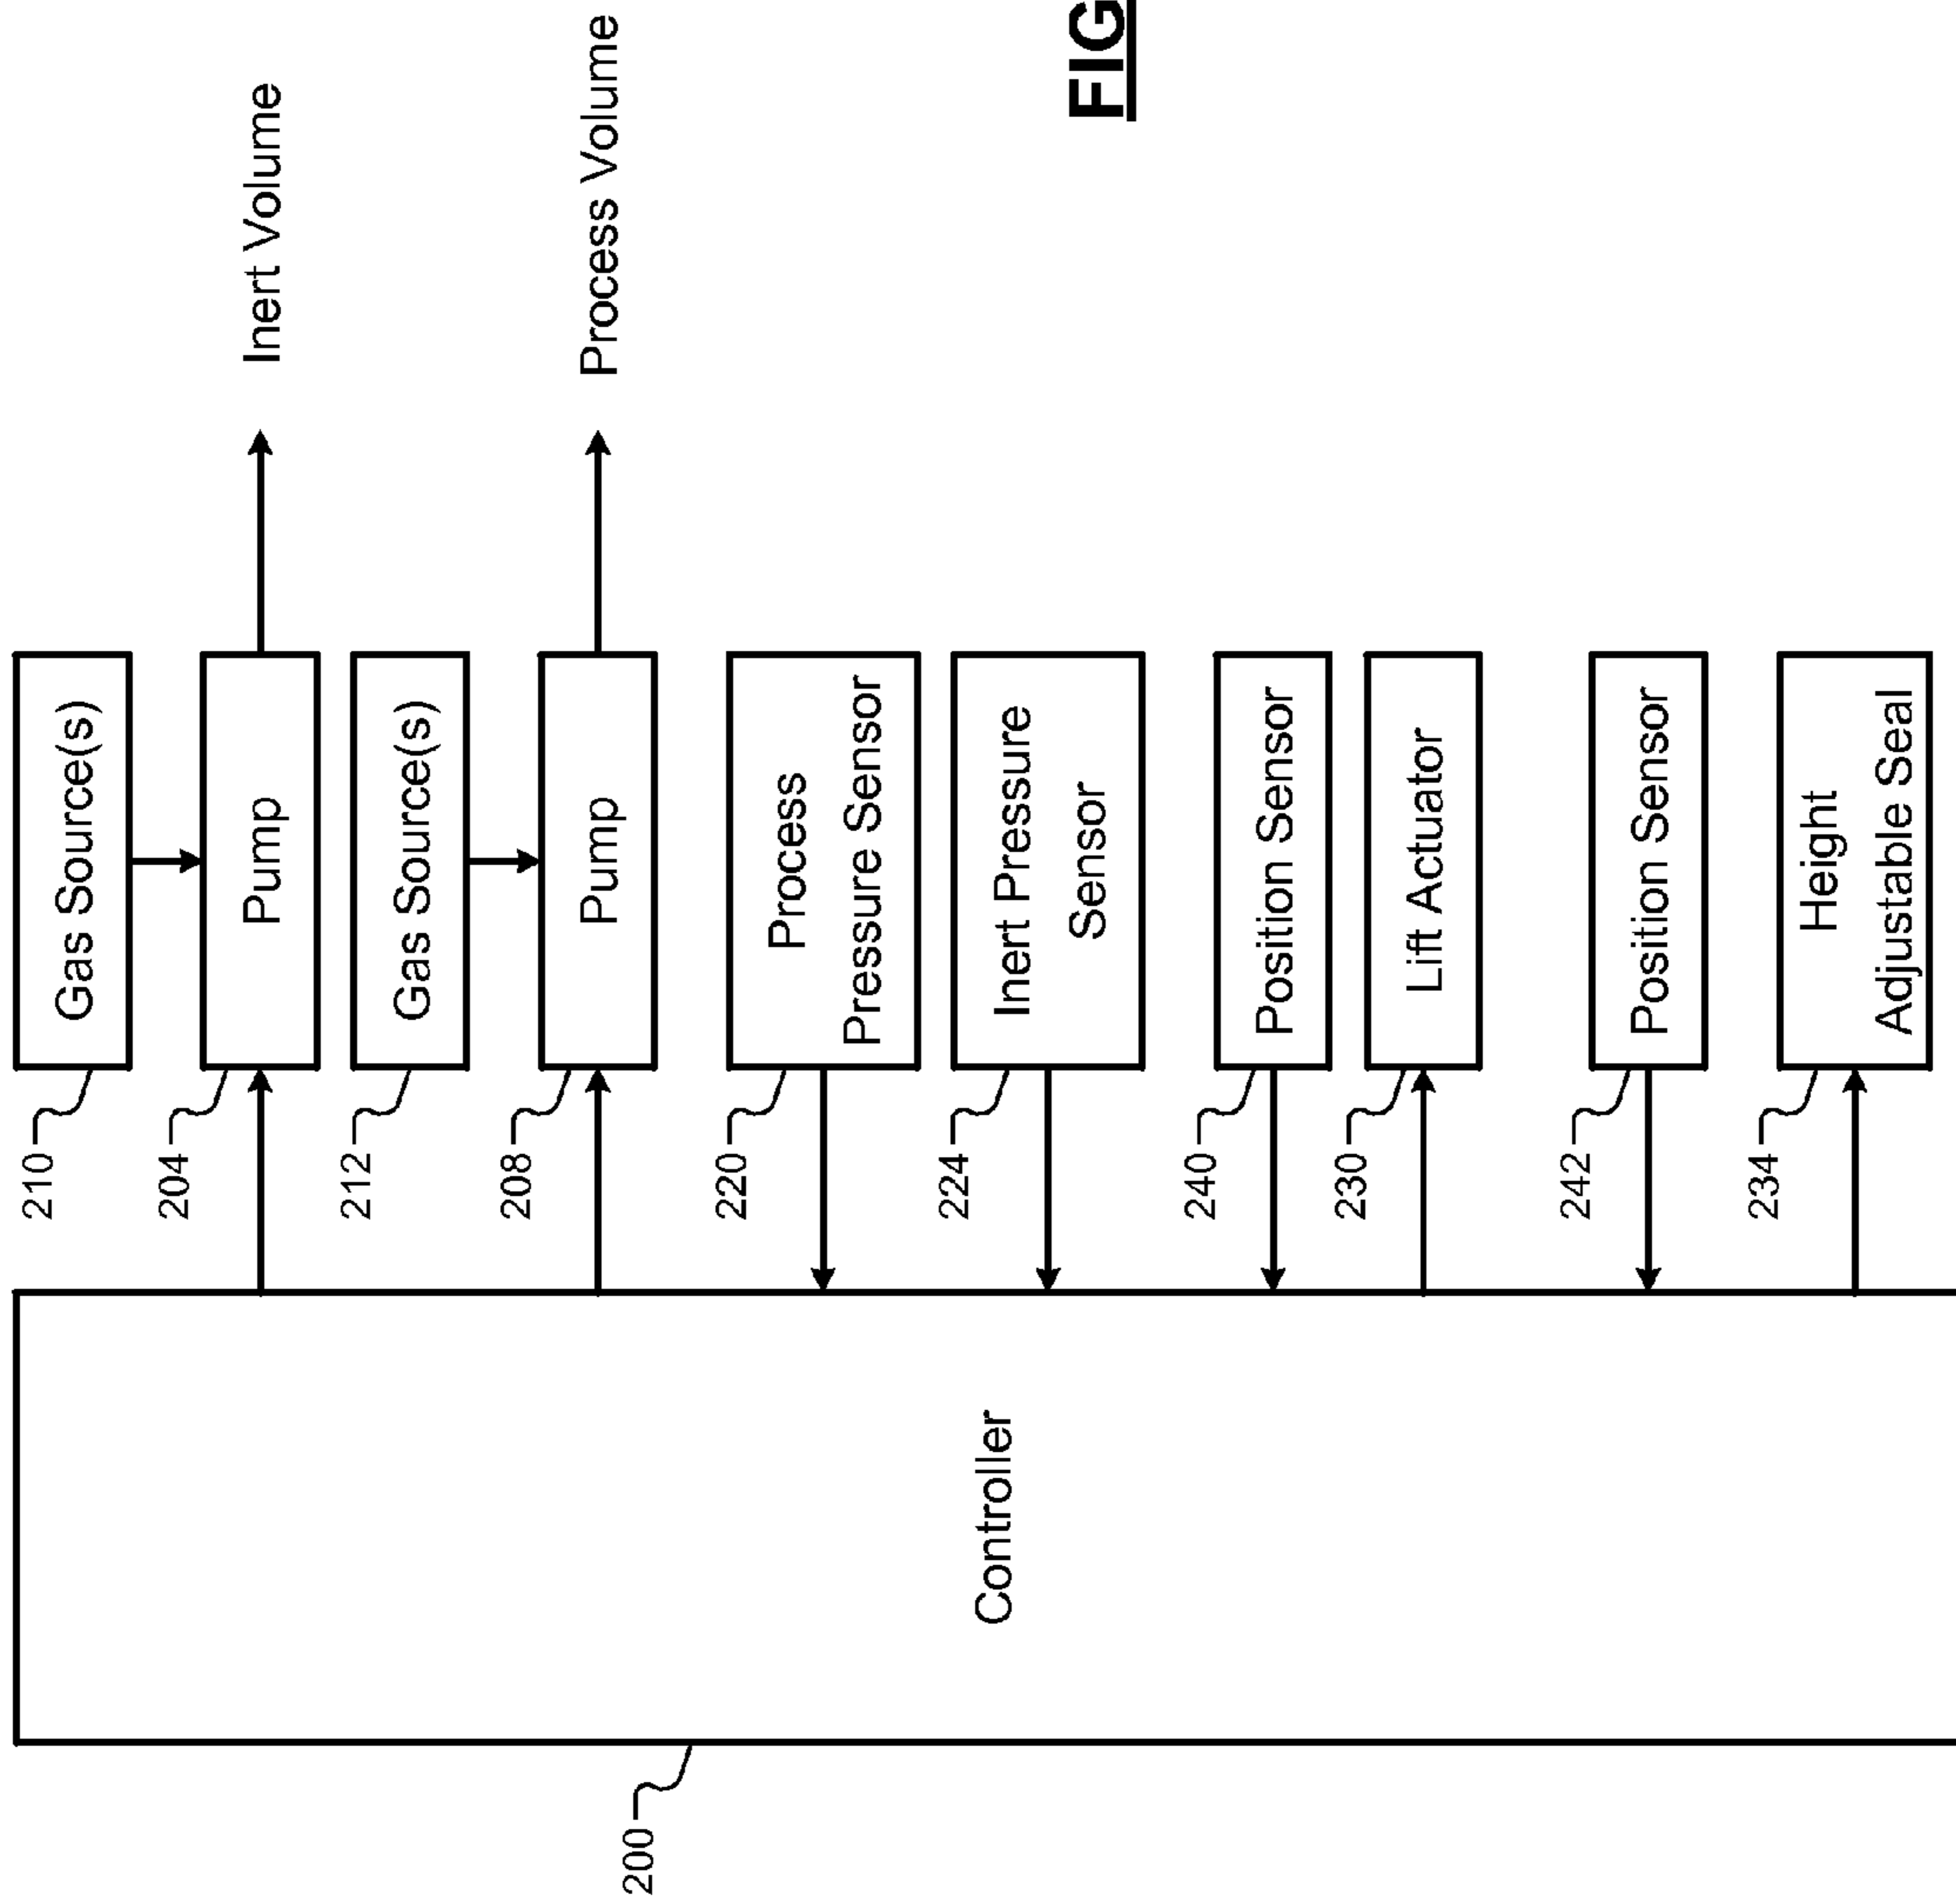 210
Gas Source(s)
204
Pump
Inert Volume
212
Gas Source(s)
208
Pump
Process Volume
220
Process
Pressure Sensor
224
Inert Pressure
Sensor
240
Position Sensor
230
Lift Actuator
242
Position Sensor
234
Height
Adjustable Seal
200
Controller
FIG